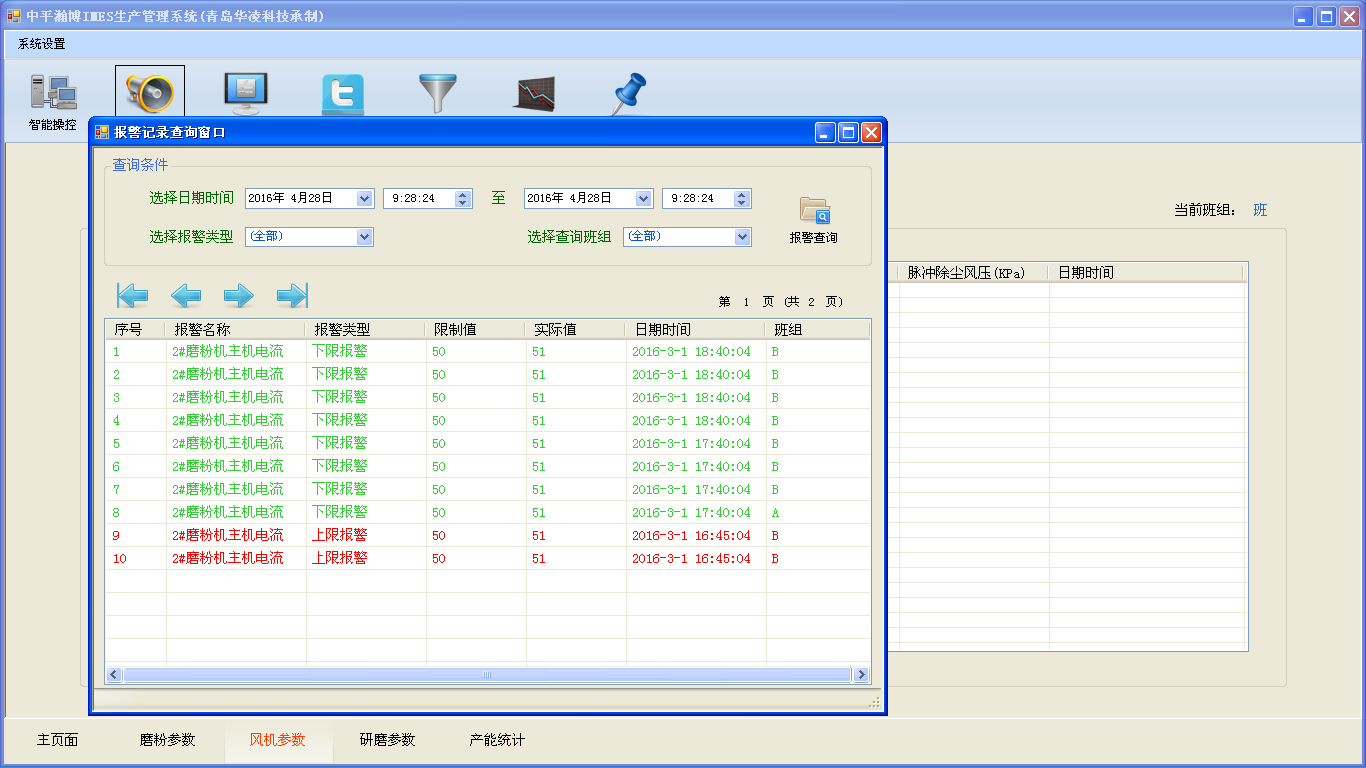 中平瀚博IMES生产管理系统(青岛华凌科技承制)
系统设置
智能操控
报警记录查询窗口
查询条件
选择日期时间 2016年 4月28日 9:28:24 至 2016年 4月28日 9:28:24
选择报警类型 (全部) 选择查询班组 (全部) 报警查询
当前班组: 班
第 1 页 (共 2 页)
脉冲除尘风压(KPa) 日期时间
序号 报警名称 报警类型 限制值 实际值 日期时间 班组
1 2#磨粉机主机电流 下限报警 50 51 2016-3-1 18:40:04 B
2 2#磨粉机主机电流 下限报警 50 51 2016-3-1 18:40:04 B
3 2#磨粉机主机电流 下限报警 50 51 2016-3-1 18:40:04 B
4 2#磨粉机主机电流 下限报警 50 51 2016-3-1 18:40:04 B
5 2#磨粉机主机电流 下限报警 50 51 2016-3-1 17:40:04 B
6 2#磨粉机主机电流 下限报警 50 51 2016-3-1 17:40:04 B
7 2#磨粉机主机电流 下限报警 50 51 2016-3-1 17:40:04 B
8 2#磨粉机主机电流 下限报警 50 51 2016-3-1 17:40:04 A
9 2#磨粉机主机电流 上限报警 50 51 2016-3-1 16:45:04 B
10 2#磨粉机主机电流 上限报警 50 51 2016-3-1 16:45:04 B
主页面 磨粉参数 风机参数 研磨参数 产能统计